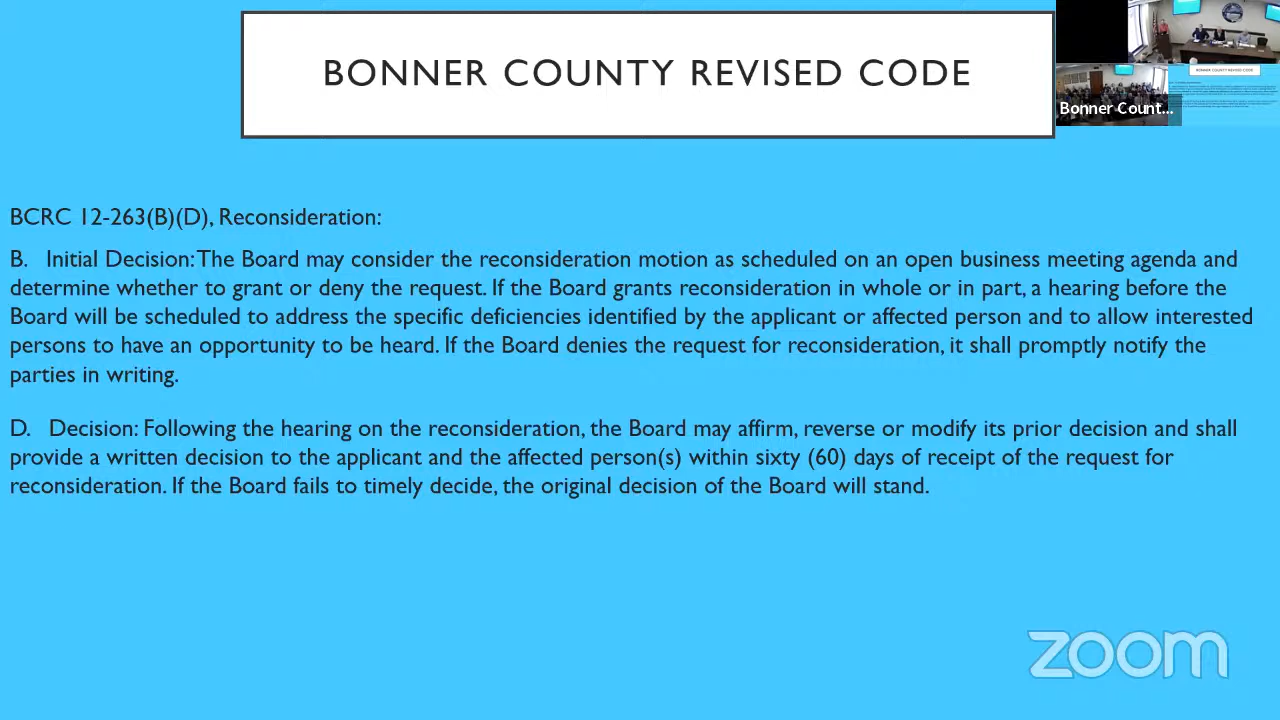 BONNER COUNTY REVISED CODE
BONNER COUNTY REVISED CODE
Bonner Count...
BCRC 12-263(B)(D), Reconsideration:
B. Initial Decision: The Board may consider the reconsideration motion as scheduled on an open business meeting agenda and
determine whether to grant or deny the request. If the Board grants reconsideration in whole or in part, a hearing before the
Board will be scheduled to address the specific deficiencies identified by the applicant or affected person and to allow interested
persons to have an opportunity to be heard. If the Board denies the request for reconsideration, it shall promptly notify the
parties in writing.
D. Decision: Following the hearing on the reconsideration, the Board may affirm, reverse or modify its prior decision and shall
provide a written decision to the applicant and the affected person(s) within sixty (60) days of receipt of the request for
reconsideration. If the Board fails to timely decide, the original decision of the Board will stand.
zoom